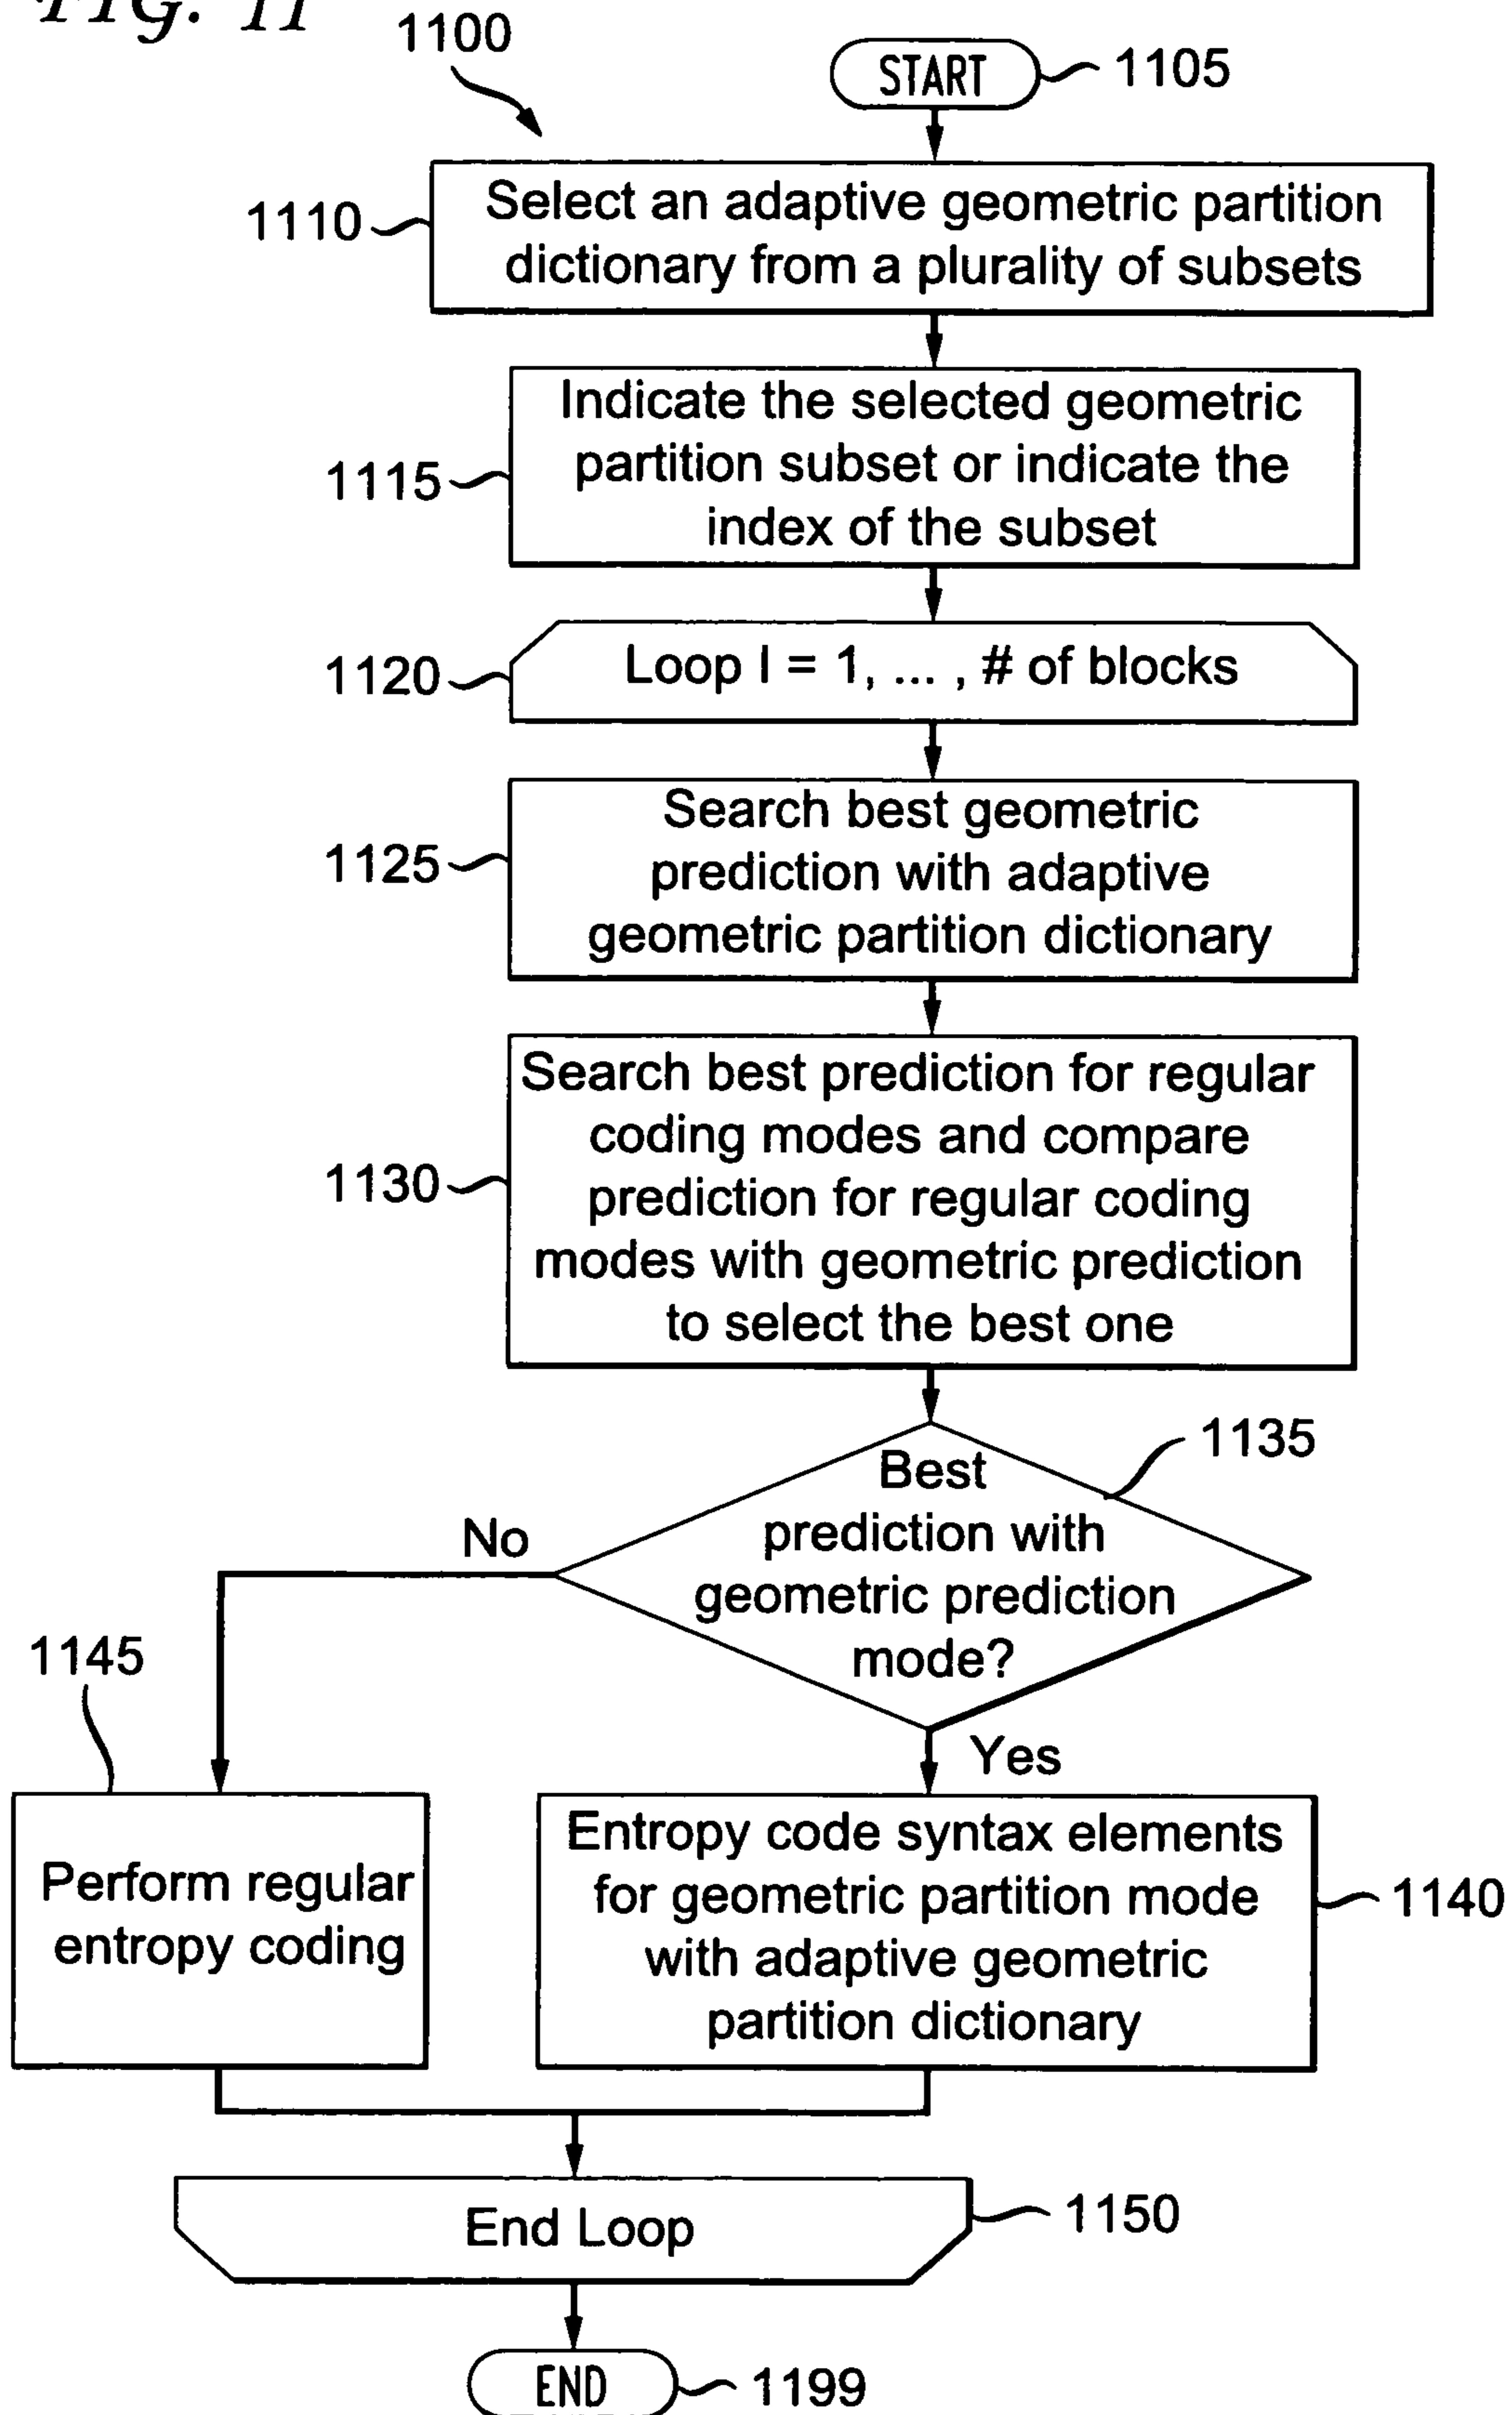 FIG. 11
1100
START
1105
1110
Select an adaptive geometric partition
dictionary from a plurality of subsets
1115
Indicate the selected geometric
partition subset or indicate the
index of the subset
1120
Loop I = 1, ... , # of blocks
1125
Search best geometric
prediction with adaptive
geometric partition dictionary
1130
Search best prediction for regular
coding modes and compare
prediction for regular coding
modes with geometric prediction
to select the best one
1135
Best
prediction with
geometric prediction
mode?
No
Yes
1145
Perform regular
entropy coding
Entropy code syntax elements
for geometric partition mode
with adaptive geometric
partition dictionary
1140
End Loop
1150
END
1199